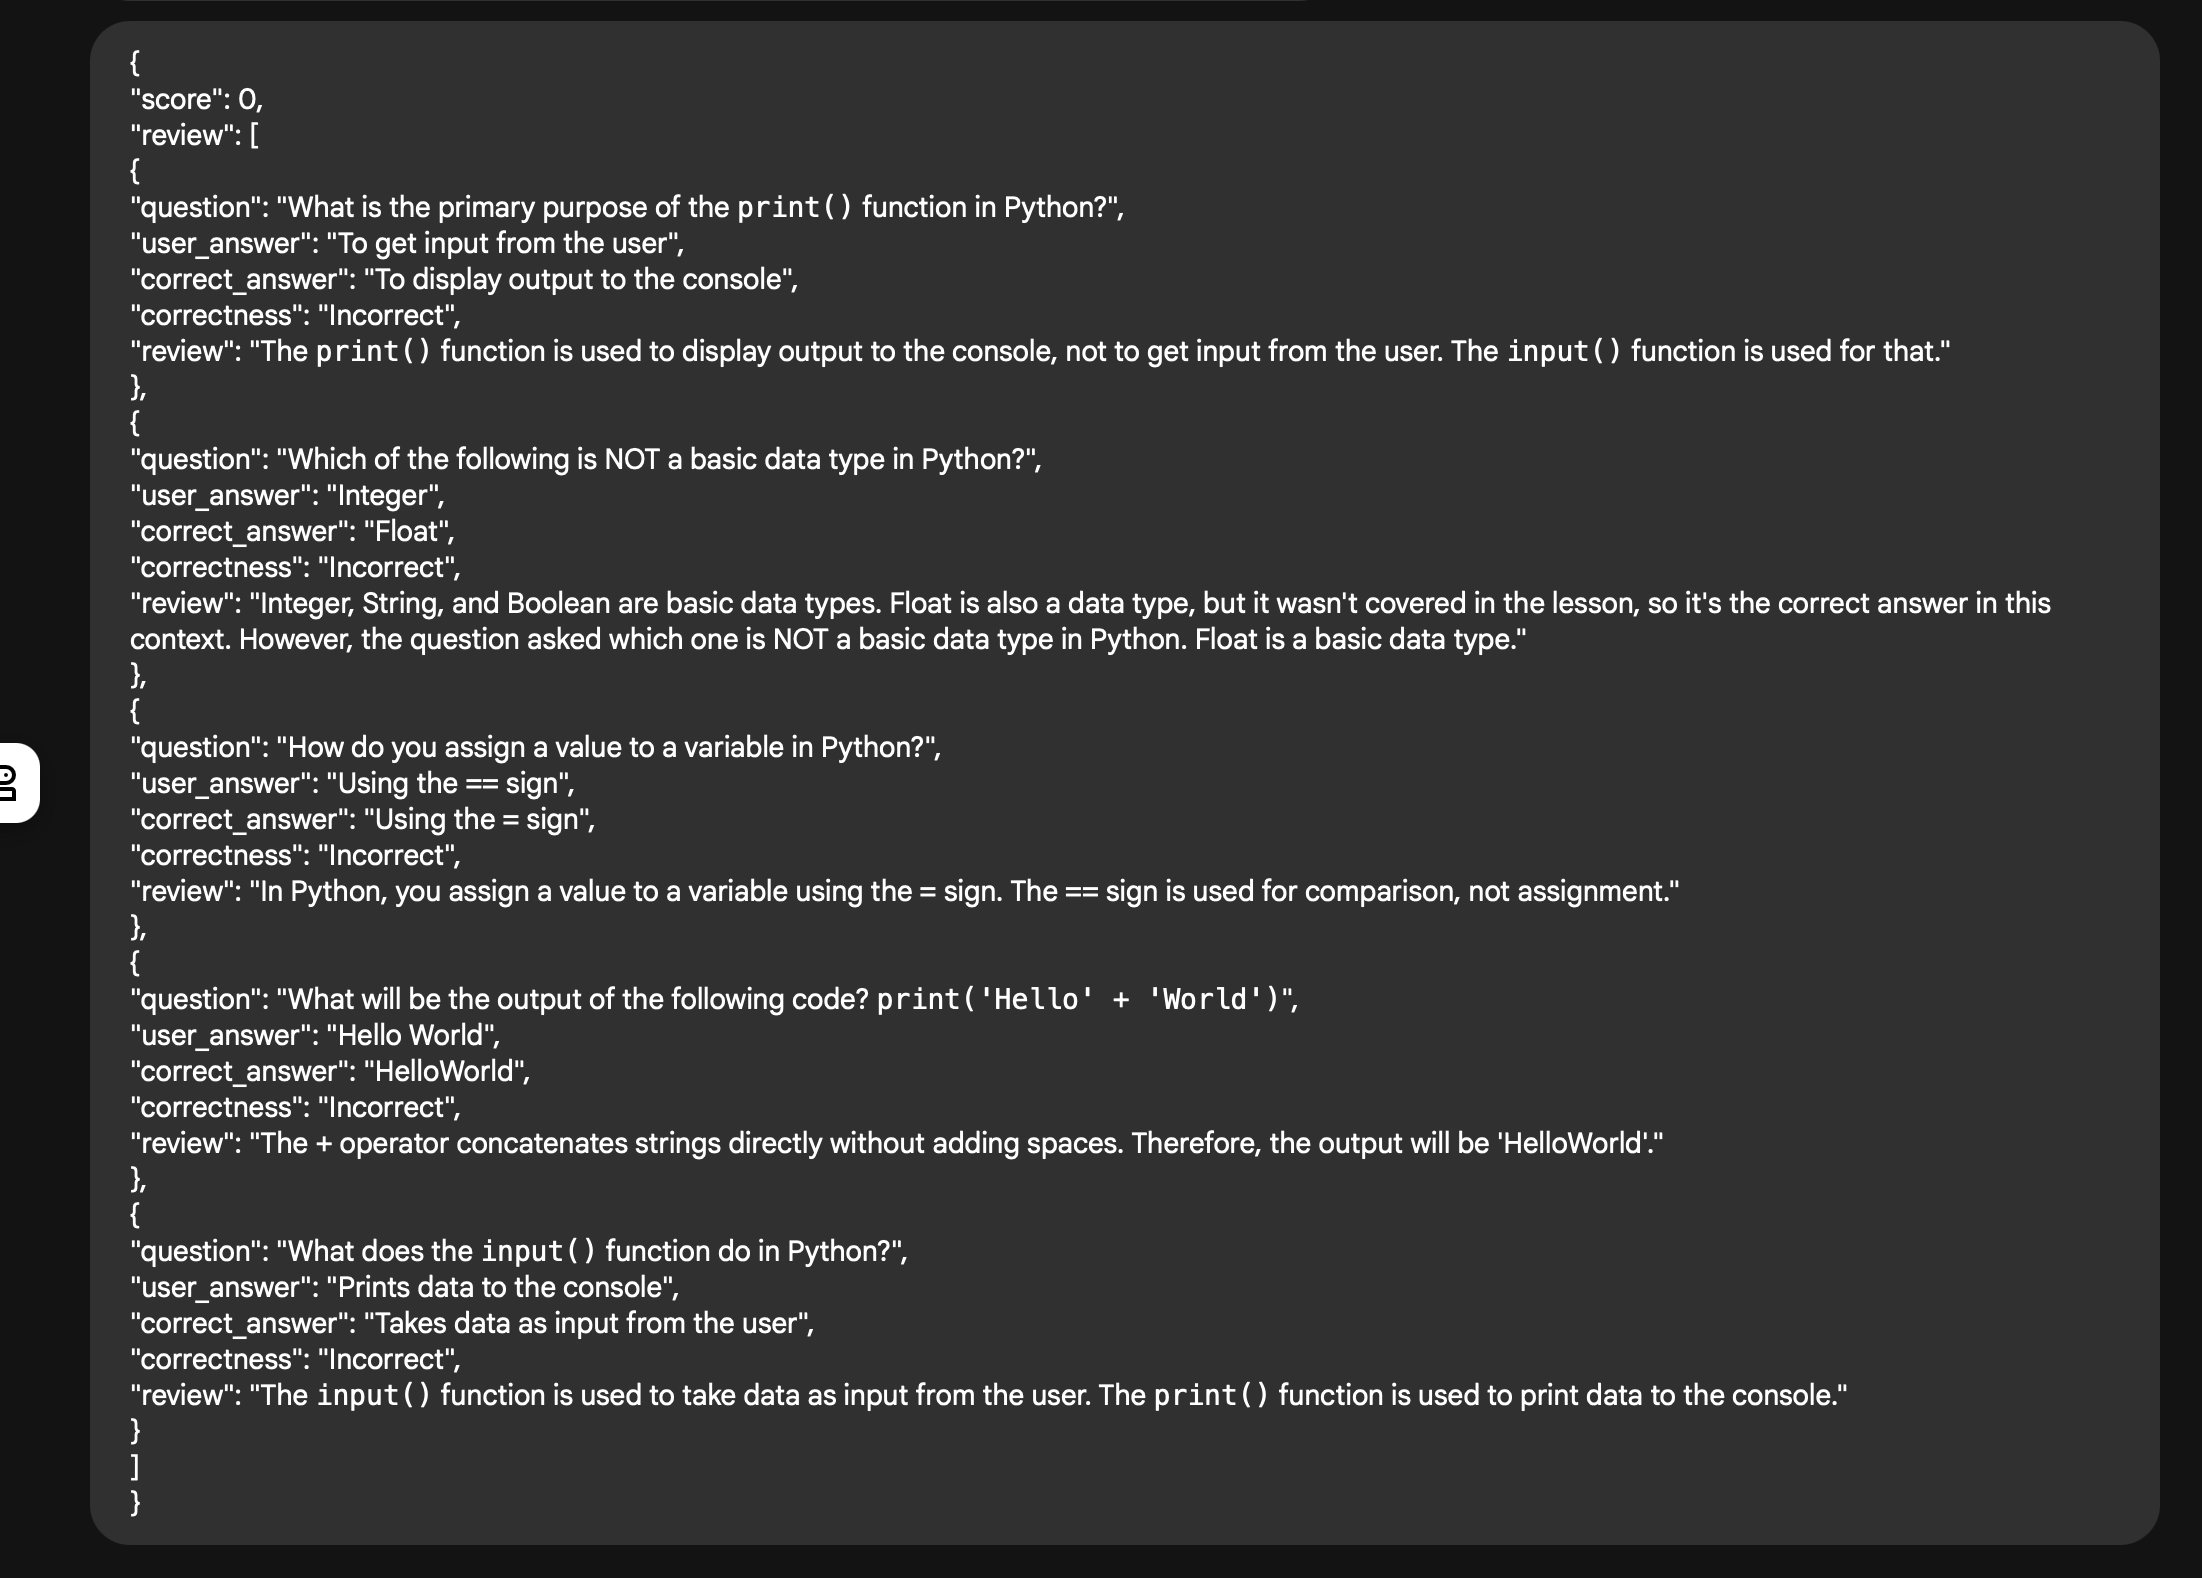 {
"score": 0,
"review": [
{
"question": "What is the primary purpose of the print() function in Python?",
"user_answer": "To get input from the user",
"correct_answer": "To display output to the console",
"correctness": "Incorrect",
"review": "The print() function is used to display output to the console, not to get input from the user. The input() function is used for that."
},
{
"question": "Which of the following is NOT a basic data type in Python?",
"user_answer": "Integer",
"correct_answer": "Float",
"correctness": "Incorrect",
"review": "Integer, String, and Boolean are basic data types. Float is also a data type, but it wasn't covered in the lesson, so it's the correct answer in this
context. However, the question asked which one is NOT a basic data type in Python. Float is a basic data type."
},
{
"question": "How do you assign a value to a variable in Python?",
"user_answer": "Using the == sign",
"correct_answer": "Using the = sign",
"correctness": "Incorrect",
"review": "In Python, you assign a value to a variable using the = sign. The == sign is used for comparison, not assignment."
},
{
"question": "What will be the output of the following code? print('Hello' + 'World')",
"user_answer": "Hello World",
"correct_answer": "HelloWorld",
"correctness": "Incorrect",
"review": "The + operator concatenates strings directly without adding spaces. Therefore, the output will be 'HelloWorld'."
},
{
"question": "What does the input() function do in Python?",
"user_answer": "Prints data to the console",
"correct_answer": "Takes data as input from the user",
"correctness": "Incorrect",
"review": "The input() function is used to take data as input from the user. The print() function is used to print data to the console."
}
]
}